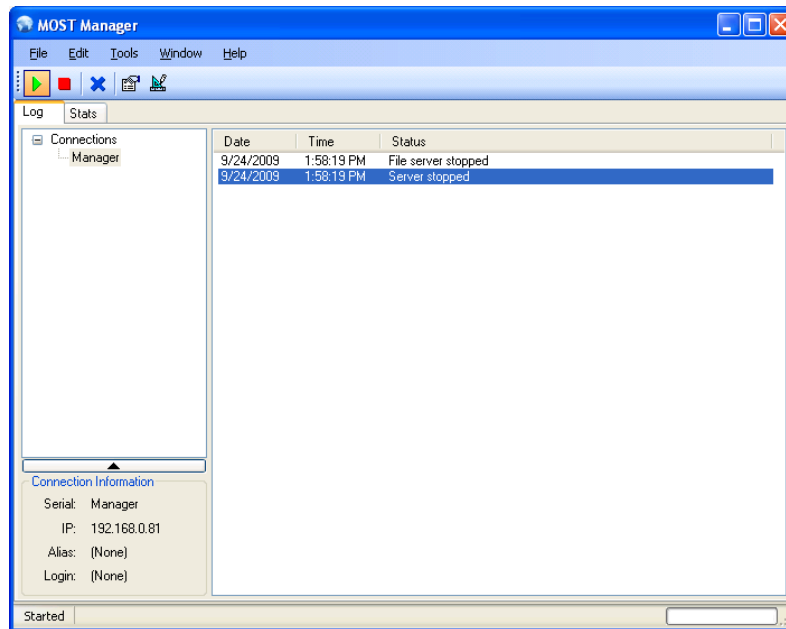 MOST Manager
File Edit Tools Window Help
Log Stats
Connections
Manager
Date Time Status
9/24/2009 1:58:19 PM File server stopped
9/24/2009 1:58:19 PM Server stopped
Connection Information
Serial: Manager
IP: 192.168.0.81
Alias: (None)
Login: (None)
Started